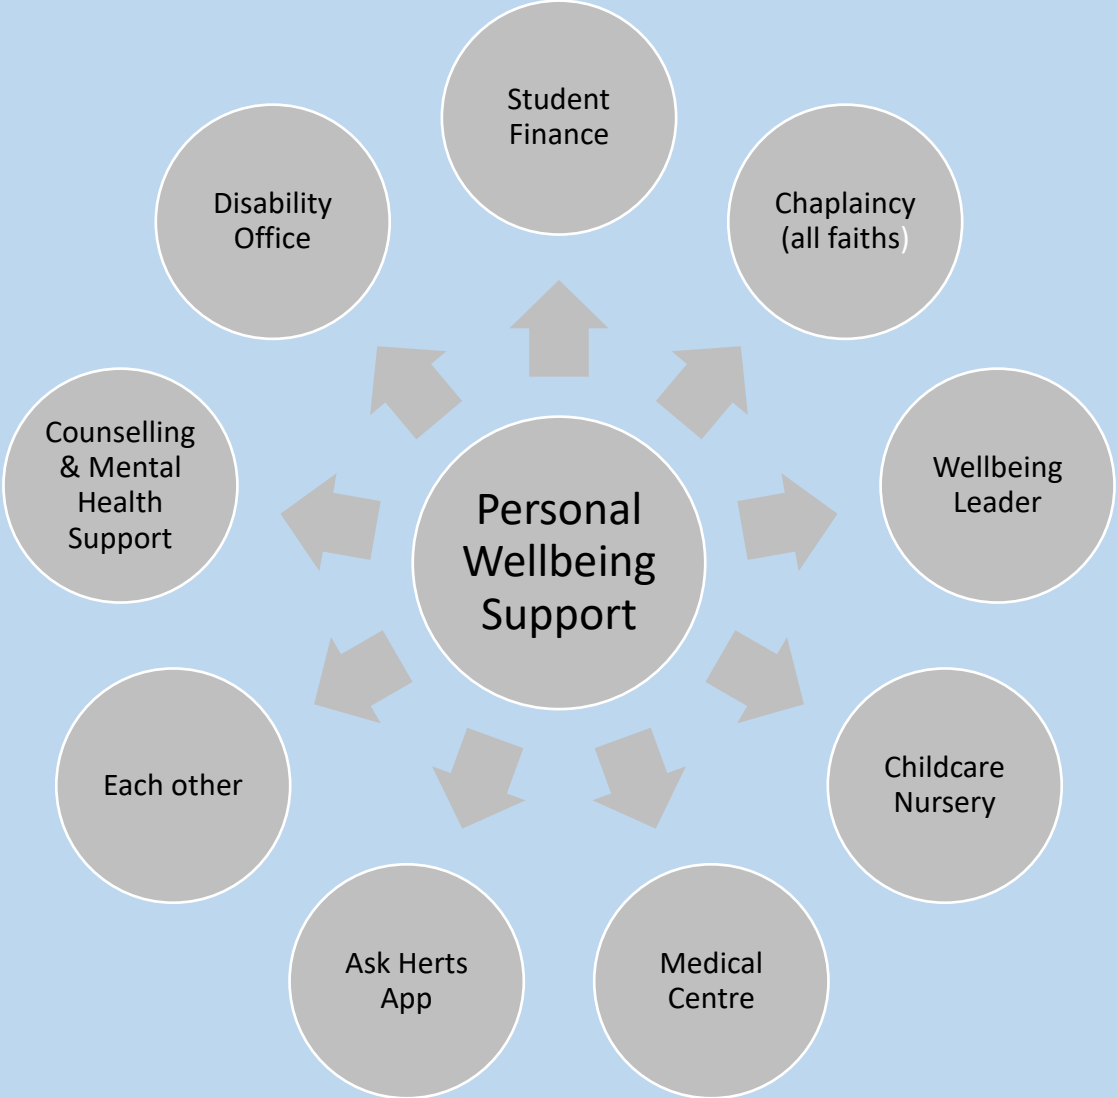 Student
Finance
Chaplaincy
(all faiths)
Wellbeing
Leader
Childcare
Nursery
Medical
Centre
Ask Herts
App
Each other
Counselling
& Mental
Health
Support
Disability
Office
Personal
Wellbeing
Support